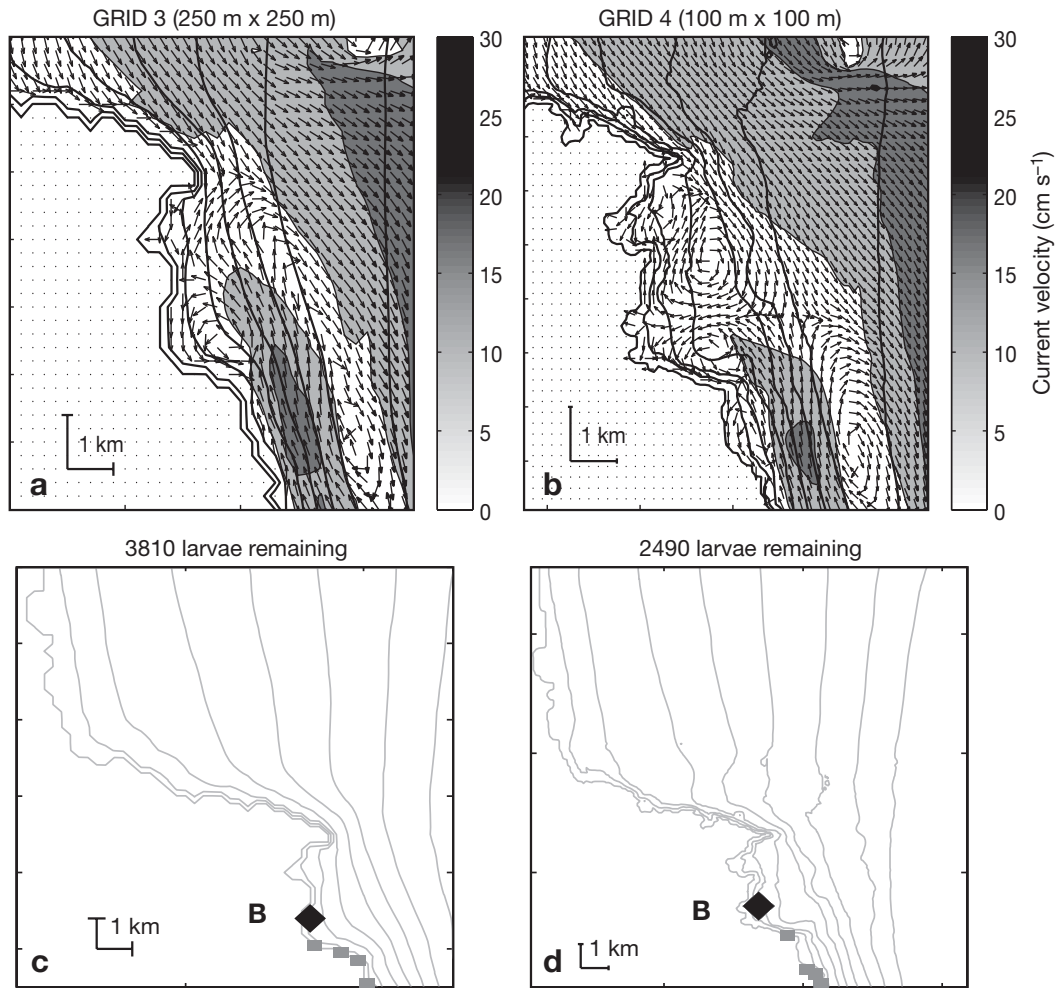 GRID 3 (250 m x 250 m)
GRID 4 (100 m x 100 m)
30
25
20
15
10
5
0
30
25
20
15
10
5
0
Current velocity (cm s⁻¹)
1 km
a
1 km
b
3810 larvae remaining
2490 larvae remaining
B
1 km
c
B
1 km
d